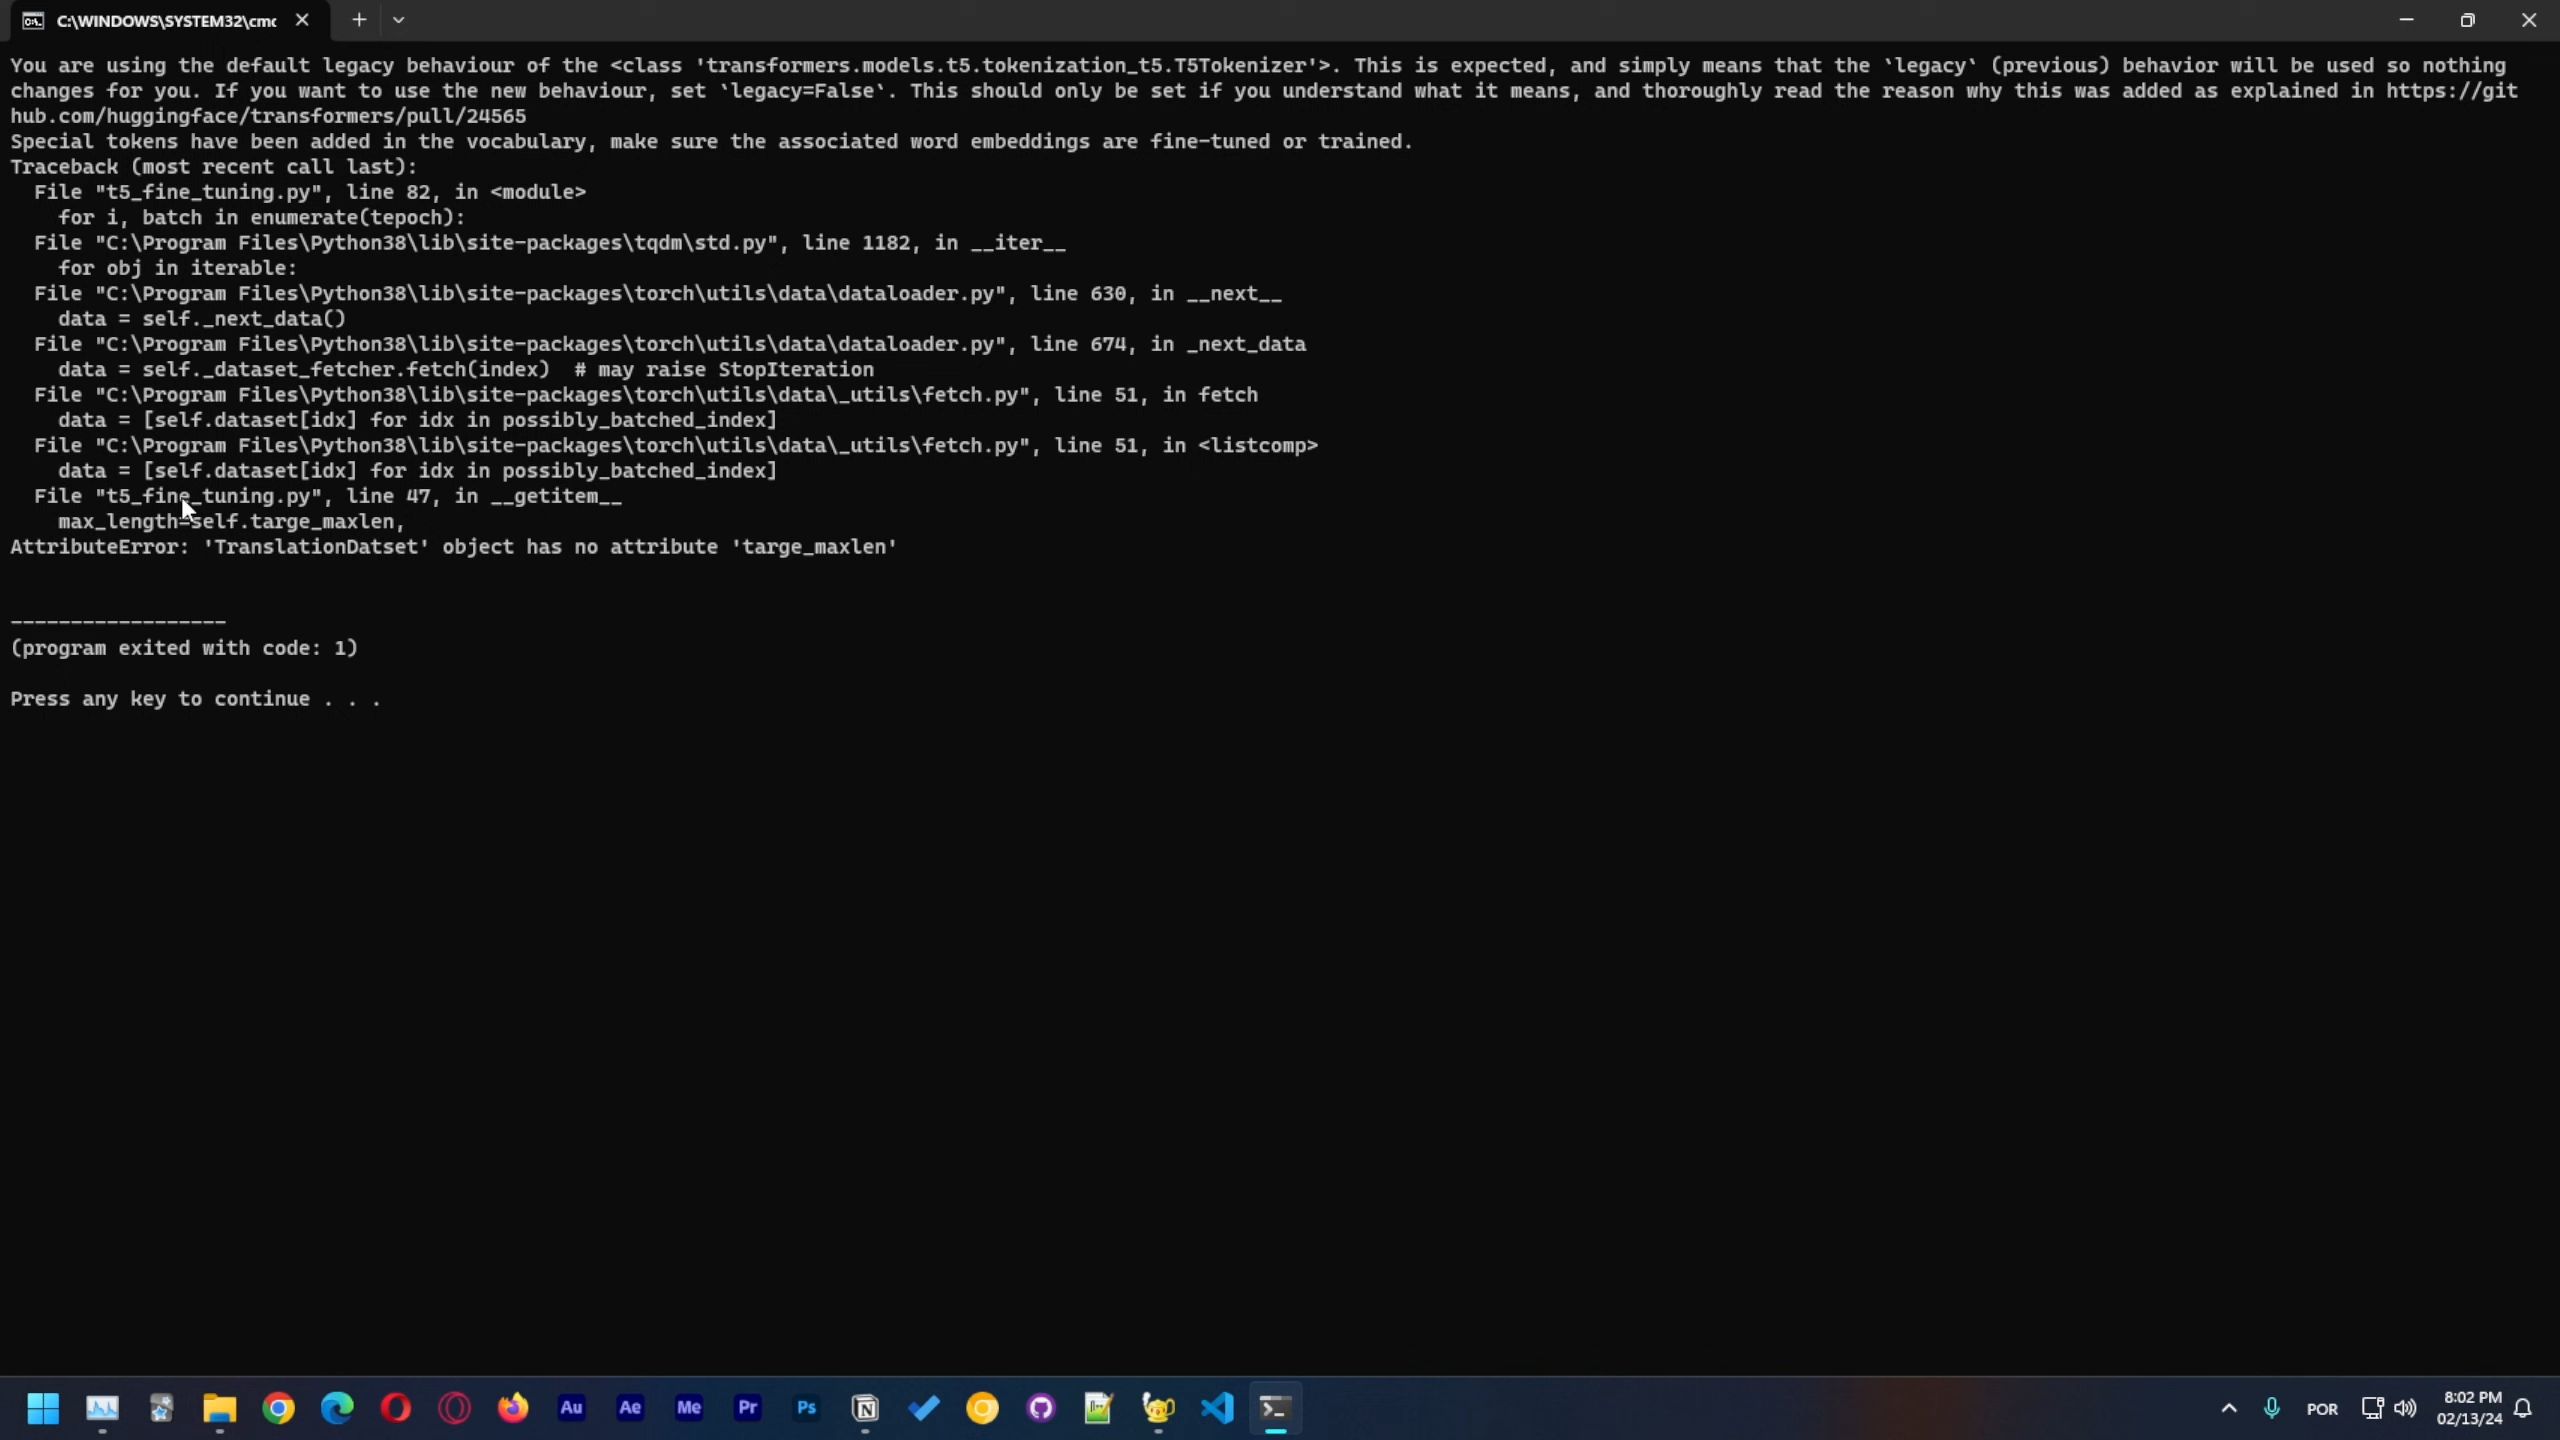 C:\WINDOWS\SYSTEM32\cmc
You are using the default legacy behaviour of the <class 'transformers.models.t5.tokenization_t5.T5Tokenizer'>. This is expected, and simply means that the `legacy` (previous) behavior will be used so nothing
changes for you. If you want to use the new behaviour, set `legacy=False`. This should only be set if you understand what it means, and thoroughly read the reason why this was added as explained in https://git
hub.com/huggingface/transformers/pull/24565
Special tokens have been added in the vocabulary, make sure the associated word embeddings are fine-tuned or trained.
Traceback (most recent call last):
  File "t5_fine_tuning.py", line 82, in <module>
    for i, batch in enumerate(tepoch):
  File "C:\Program Files\Python38\lib\site-packages\tqdm\std.py", line 1182, in __iter__
    for obj in iterable:
  File "C:\Program Files\Python38\lib\site-packages\torch\utils\data\dataloader.py", line 630, in __next__
    data = self._next_data()
  File "C:\Program Files\Python38\lib\site-packages\torch\utils\data\dataloader.py", line 674, in _next_data
    data = self._dataset_fetcher.fetch(index)  # may raise StopIteration
  File "C:\Program Files\Python38\lib\site-packages\torch\utils\data\_utils\fetch.py", line 51, in fetch
    data = [self.dataset[idx] for idx in possibly_batched_index]
  File "C:\Program Files\Python38\lib\site-packages\torch\utils\data\_utils\fetch.py", line 51, in <listcomp>
    data = [self.dataset[idx] for idx in possibly_batched_index]
  File "t5_fine_tuning.py", line 47, in __getitem__
    max_length=self.targe_maxlen,
AttributeError: 'TranslationDatset' object has no attribute 'targe_maxlen'
------------------
(program exited with code: 1)
Press any key to continue . . .
Au Ae Me Pr Ps
POR
8:02 PM
02/13/24